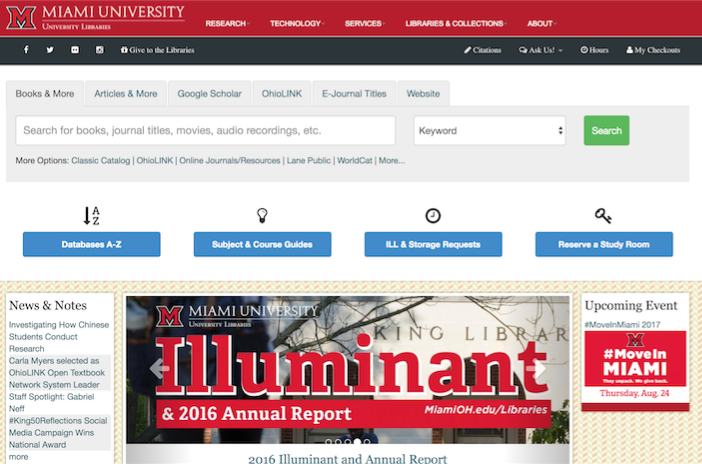 MIAMI UNIVERSITY
UNIVERSITY LIBRARIES
RESEARCH TECHNOLOGY SERVICES LIBRARIES & COLLECTIONS ABOUT
Give to the Libraries Citations Ask Us! Hours My Checkouts
Books & More Articles & More Google Scholar OhioLINK E-Journal Titles Website
Search for books, journal titles, movies, audio recordings, etc. Keyword Search
More Options: Classic Catalog | OhioLINK | Online Journals/Resources | Lane Public | WorldCat | More...
A
Z
Databases A-Z Subject & Course Guides ILL & Storage Requests Reserve a Study Room
News & Notes
Investigating How Chinese
Students Conduct
Research
Carla Myers selected as
OhioLINK Open Textbook
Network System Leader
Staff Spotlight: Gabriel
Neff
#King50Reflections Social
Media Campaign Wins
National Award
more
MIAMI UNIVERSITY
UNIVERSITY LIBRARIES
KING LIBRAR
Illuminant
& 2016 Annual Report
MiamiOH.edu/Libraries
2016 Illuminant and Annual Report
Upcoming Event
#MoveInMiami 2017
#MoveIn
MIAMI
They unpack. We give back.
Thursday, Aug. 24